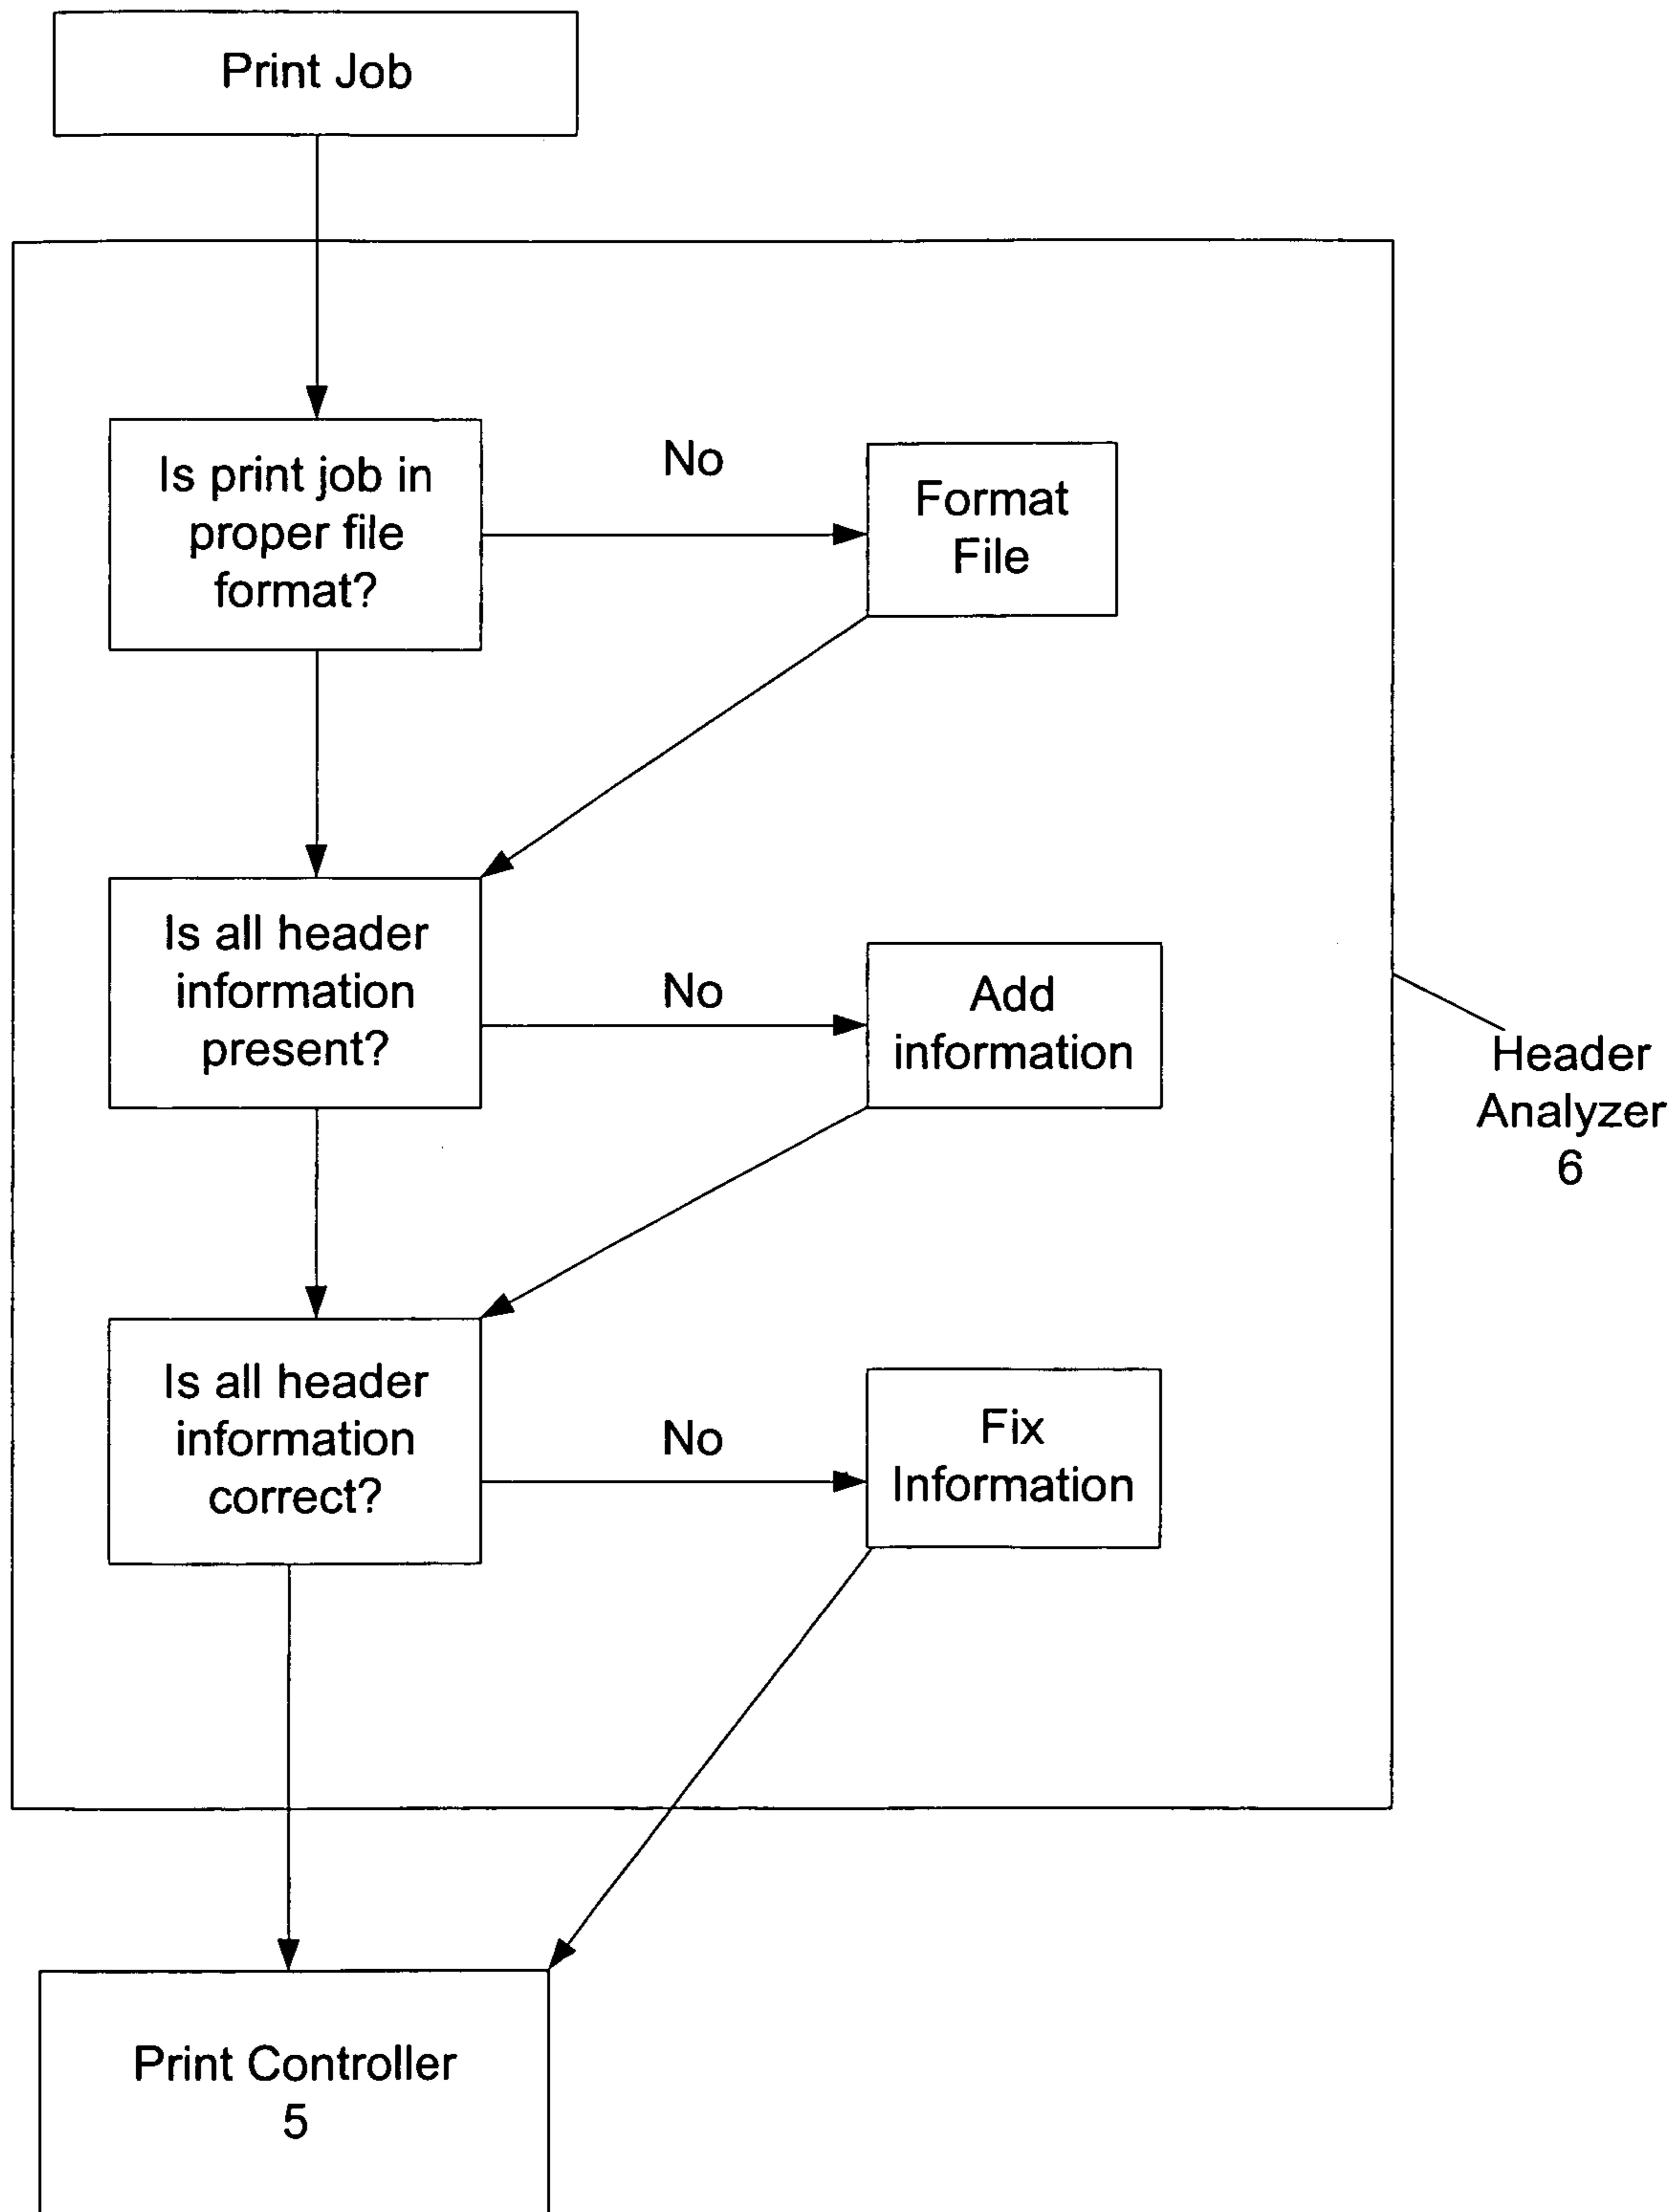 Print Job
Is print job in
proper file
format?
No
Format
File
Is all header
information
present?
No
Add
information
Header
Analyzer
6
Is all header
information
correct?
No
Fix
Information
Print Controller
5